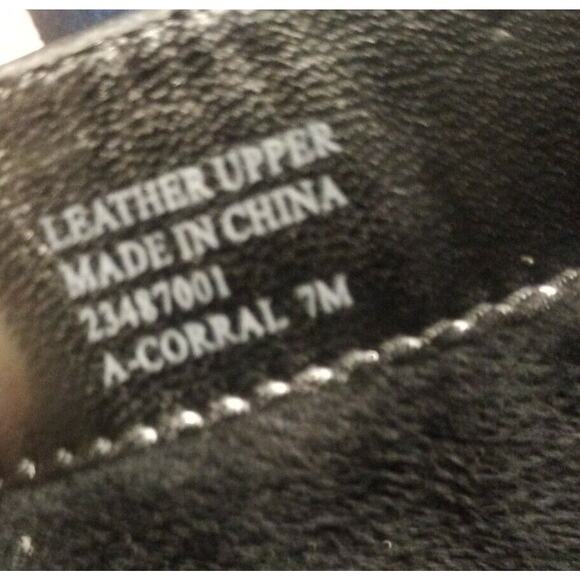 LEATHER UPPER
MADE IN CHINA
23487001
A-CORRAL 7M